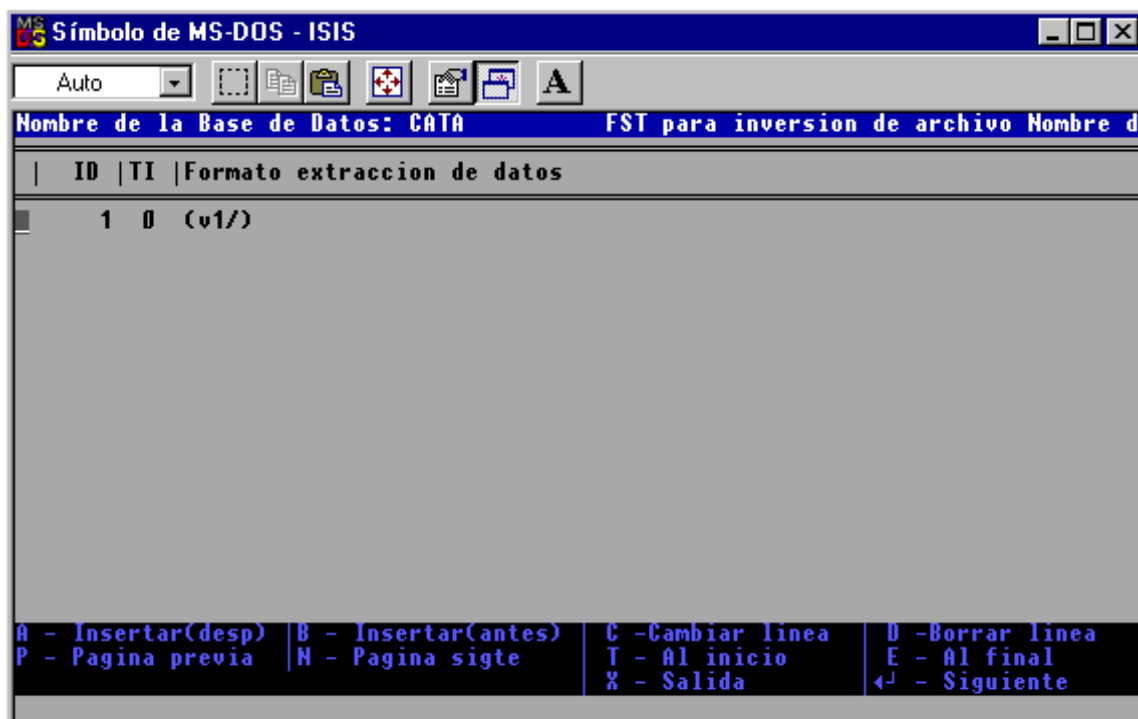 Símbolo de MS-DOS - ISIS
Auto A
Nombre de la Base de Datos: CATA FST para inversion de archivo Nombre d
| ID |TI |Formato extraccion de datos
1 0 (v1/)
A - Insertar(desp) |B - Insertar(antes) | C -Cambiar linea | D -Borrar linea
P - Pagina previa |N - Pagina sigte | T - Al inicio | E - Al final
X - Salida |◄┘ - Siguiente